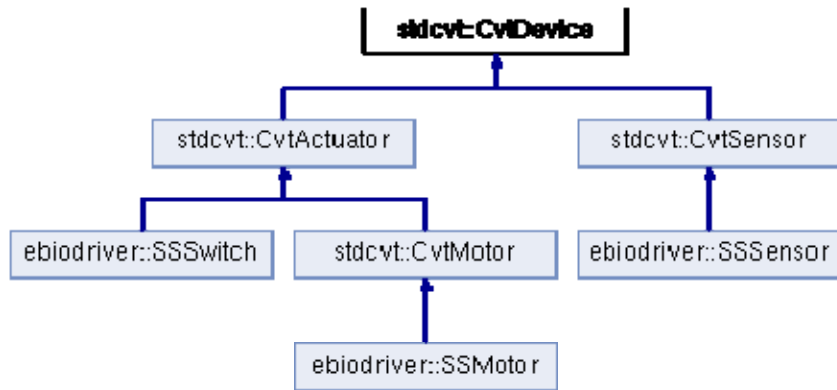 stdcvt::CvtDevice
stdcvt::CvtActuator
stdcvt::CvtSensor
ebiodriver::SSSwitch
stdcvt::CvtMotor
ebiodriver::SSSensor
ebiodriver::SSMotor